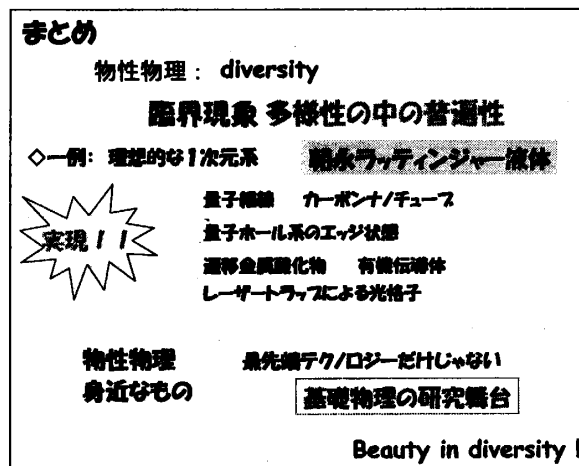 まとめ
物性物理： diversity
臨界現象 多様性の中の普遍性
◇一例： 理想的な1次元系 朝永ラッティンジャー液体
量子細線 カーボンナノチューブ
実現！！
量子ホール系のエッジ状態
遷移金属酸化物 有機伝導体
レーザートラップによる光格子
物性物理 最先端テクノロジーだけじゃない
身近なもの 基礎物理の研究舞台
Beauty in diversity !